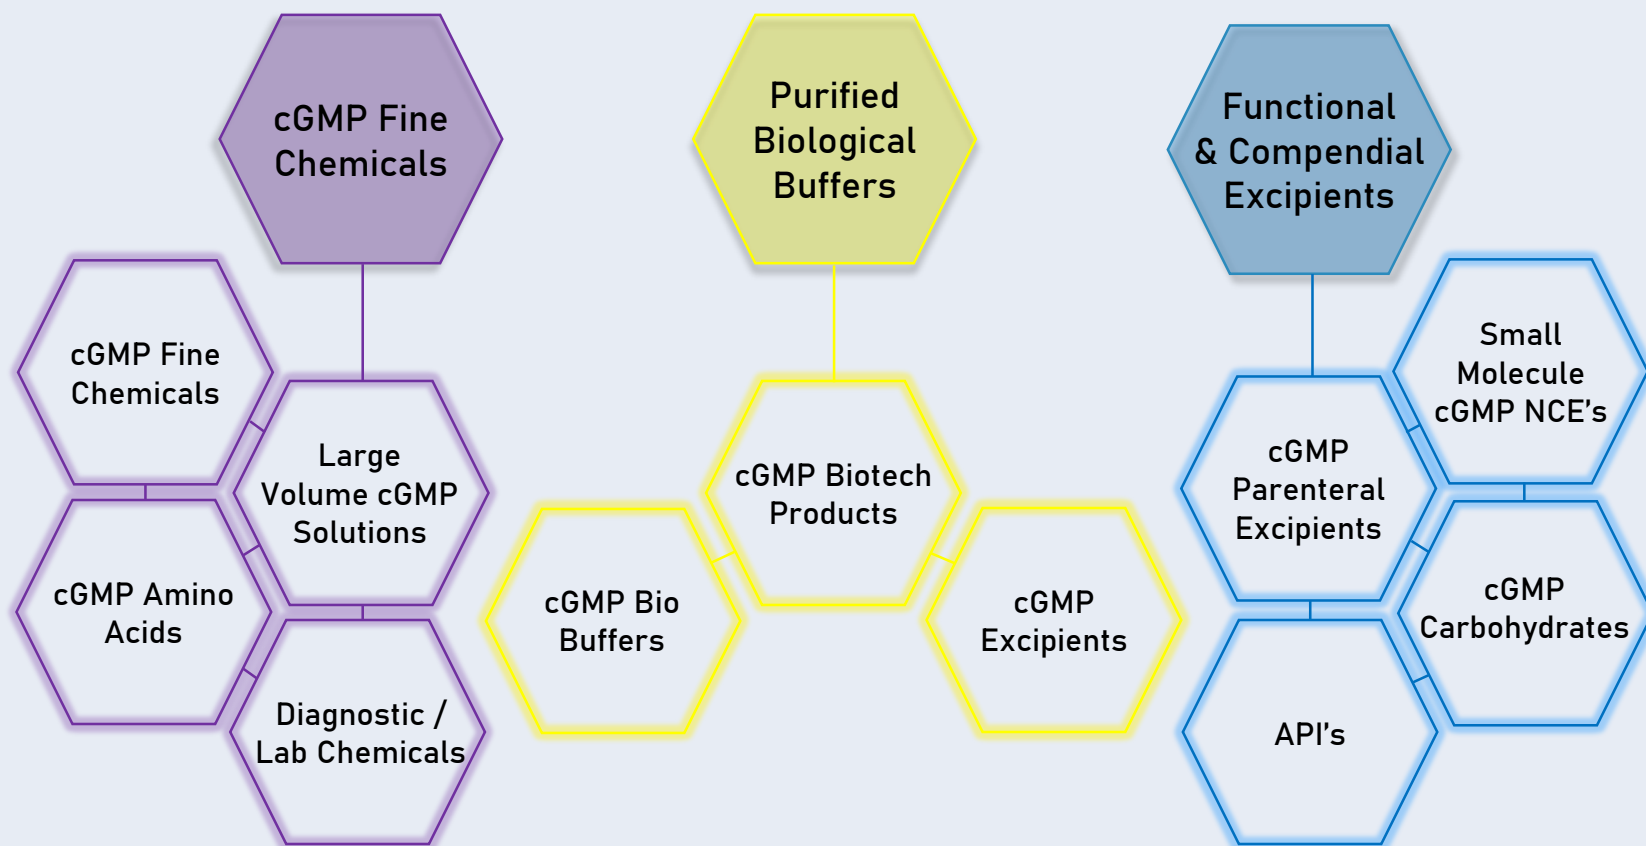 cGMP Fine
Chemicals
Purified
Biological
Buffers
Functional
& Compendial
Excipients
cGMP Fine
Chemicals
Large
Volume cGMP
Solutions
cGMP Amino
Acids
Diagnostic /
Lab Chemicals
cGMP Biotech
Products
cGMP Bio
Buffers
cGMP
Excipients
Small
Molecule
cGMP NCE’s
cGMP
Parenteral
Excipients
cGMP
Carbohydrates
API’s